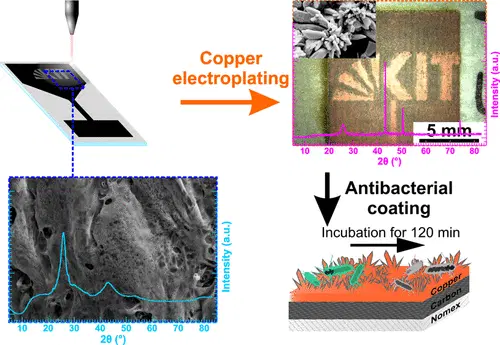 Copper
electroplating
KIT
5 mm
Intensity (a.u.)
10 20 30 40 50 60 70 80
2θ (°)
Intensity (a.u.)
10 20 30 40 50 60 70 80
2θ (°)
Antibacterial
coating
Incubation for 120 min
Copper
Carbon
Nomex